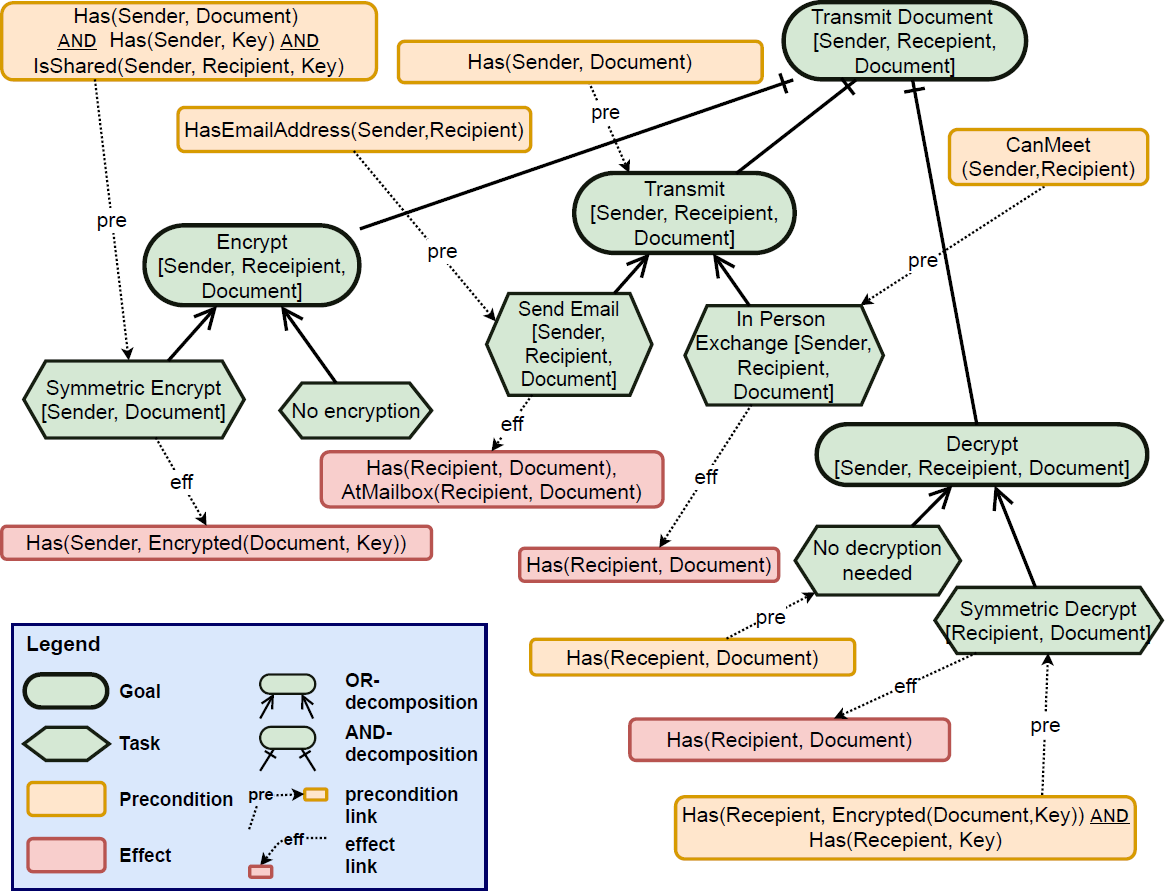 Has(Sender, Document)
AND Has(Sender, Key) AND
IsShared(Sender, Recipient, Key)
Has(Sender, Document)
Transmit Document
[Sender, Recepient,
Document]
pre
HasEmailAddress(Sender,Recipient)
CanMeet
(Sender,Recipient)
Transmit
[Sender, Receipient,
Document]
pre
Encrypt
[Sender, Receipient,
Document]
pre
pre
Send Email
[Sender,
Recipient,
Document]
In Person
Exchange [Sender,
Recipient,
Document]
Symmetric Encrypt
[Sender, Document]
No encryption
eff
Decrypt
[Sender, Receipient, Document]
Has(Recipient, Document),
AtMailbox(Recipient, Document)
eff
eff
Has(Sender, Encrypted(Document, Key))
Has(Recipient, Document)
No decryption
needed
pre
Symmetric Decrypt
[Recipient, Document]
Has(Recepient, Document)
eff
pre
Has(Recipient, Document)
Has(Recepient, Encrypted(Document,Key)) AND
Has(Recepient, Key)
Legend
Goal
OR-
decomposition
Task
AND-
decomposition
Precondition
pre
precondition
link
Effect
eff
effect
link